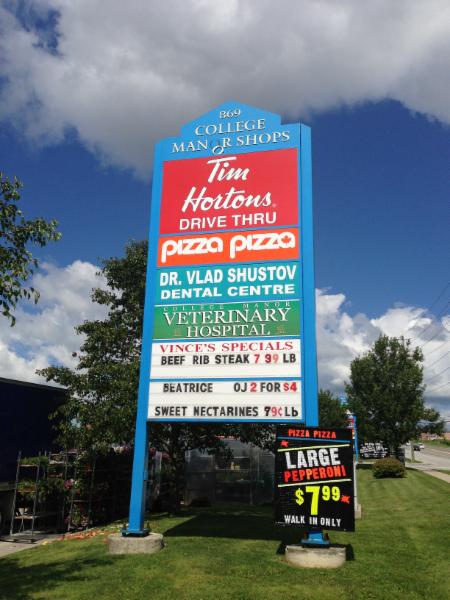 869
COLLEGE
MANOR SHOPS
Tim
Hortons
DRIVE THRU
PIZZA PIZZA
DR. VLAD SHUSTOV
DENTAL CENTRE
COLLEGE MANOR
VETERINARY
HOSPITAL
VINCE'S SPECIALS
BEEF RIB STEAK 7 99 LB
BEATRICE OJ 2 FOR $4
SWEET NECTARINES 79¢ Lb
PIZZA PIZZA
LARGE
PEPPERONI
$7 99
WALK IN ONLY